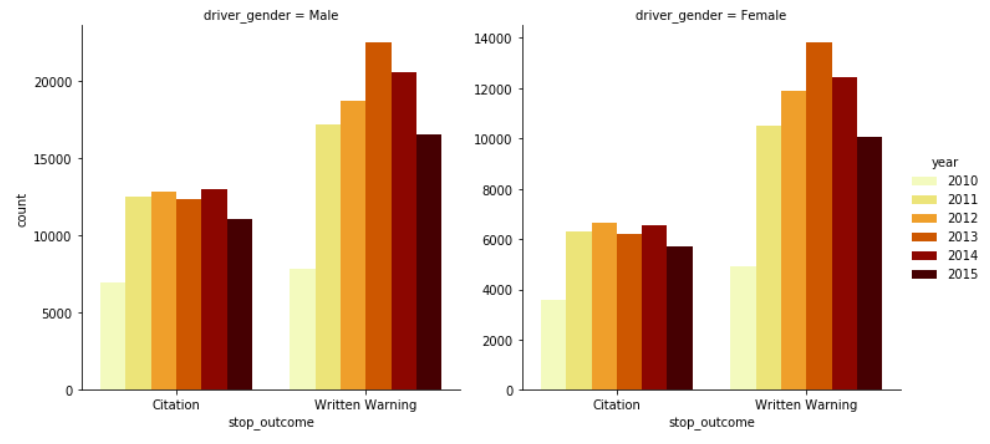 driver_gender = Male
driver_gender = Female
count
20000
15000
10000
5000
0
Citation
Written Warning
stop_outcome
14000
12000
10000
8000
6000
4000
2000
0
Citation
Written Warning
stop_outcome
year
2010
2011
2012
2013
2014
2015